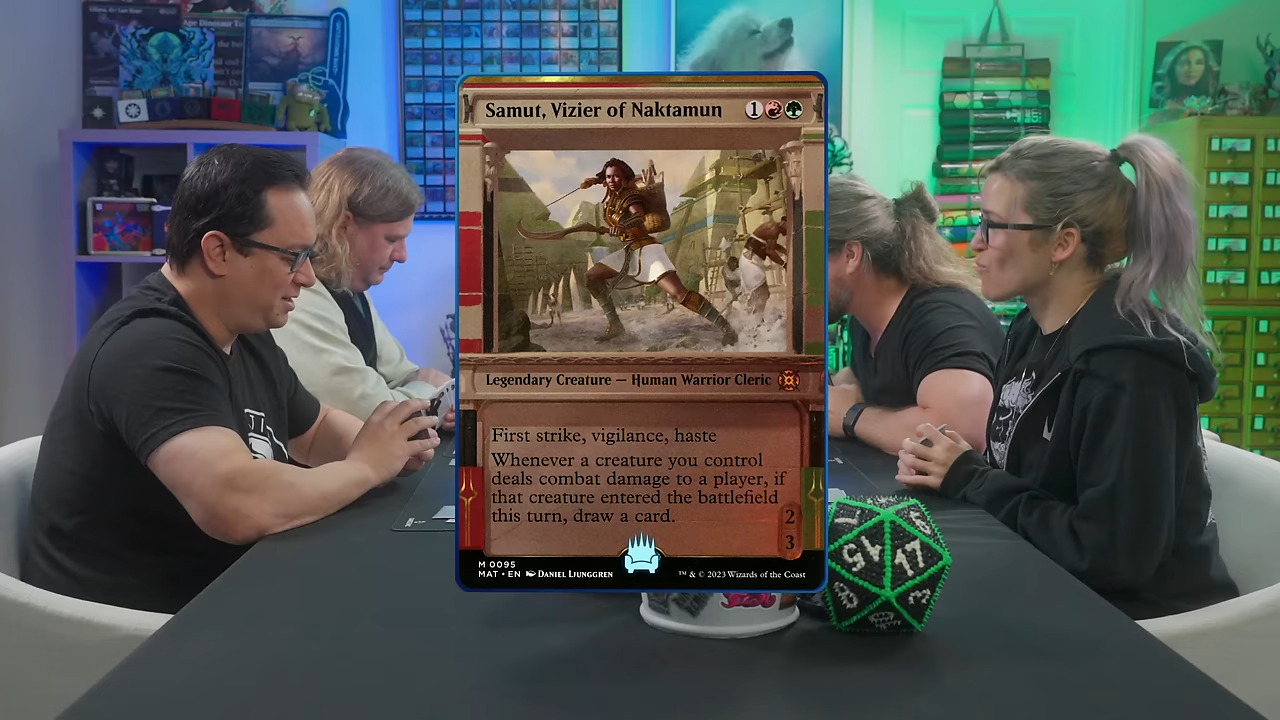 Samut, Vizier of Naktamun 1
Legendary Creature — Human Warrior Cleric
First strike, vigilance, haste
Whenever a creature you control
deals combat damage to a player, if
that creature entered the battlefield
this turn, draw a card.
2
3
M 0095
MAT • EN Daniel Ljunggren
™ & © 2023 Wizards of the Coast
15
17